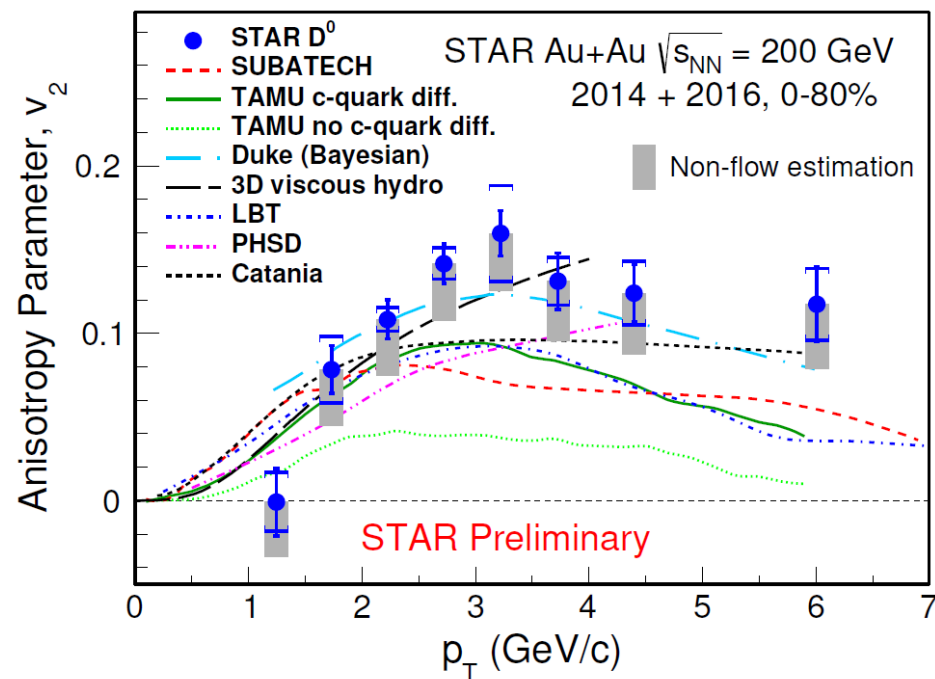 STAR D⁰
SUBATECH
TAMU c-quark diff.
TAMU no c-quark diff.
Duke (Bayesian)
3D viscous hydro
LBT
PHSD
Catania
STAR Au+Au √s_NN = 200 GeV
2014 + 2016, 0-80%
Non-flow estimation
STAR Preliminary
Anisotropy Parameter, v₂
0.2
0.1
0
0 1 2 3 4 5 6 7
p_T (GeV/c)